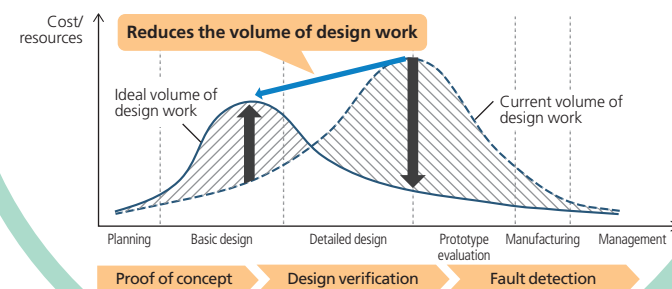 Cost/
resources
Reduces the volume of design work
Ideal volume of
design work
Current volume of
design work
Planning
Basic design
Detailed design
Prototype
evaluation
Manufacturing
Management
Proof of concept
Design verification
Fault detection